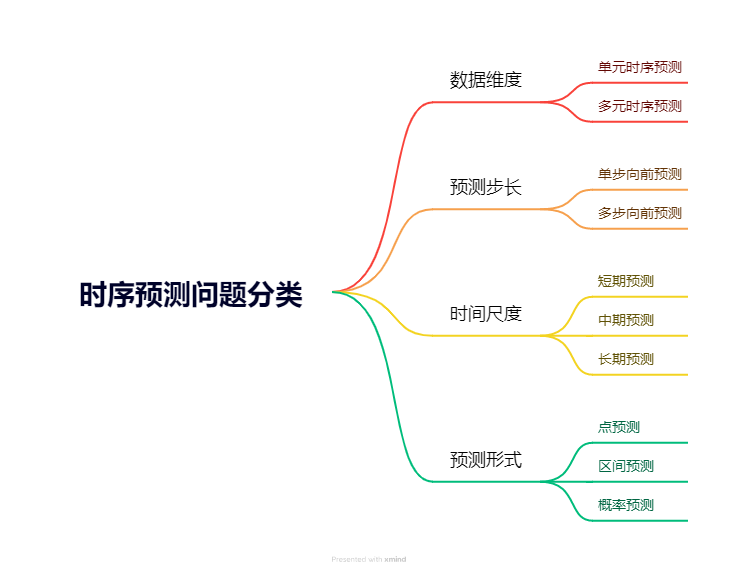 时序预测问题分类
数据维度
单元时序预测
多元时序预测
预测步长
单步向前预测
多步向前预测
时间尺度
短期预测
中期预测
长期预测
预测形式
点预测
区间预测
概率预测
Presented with xmind